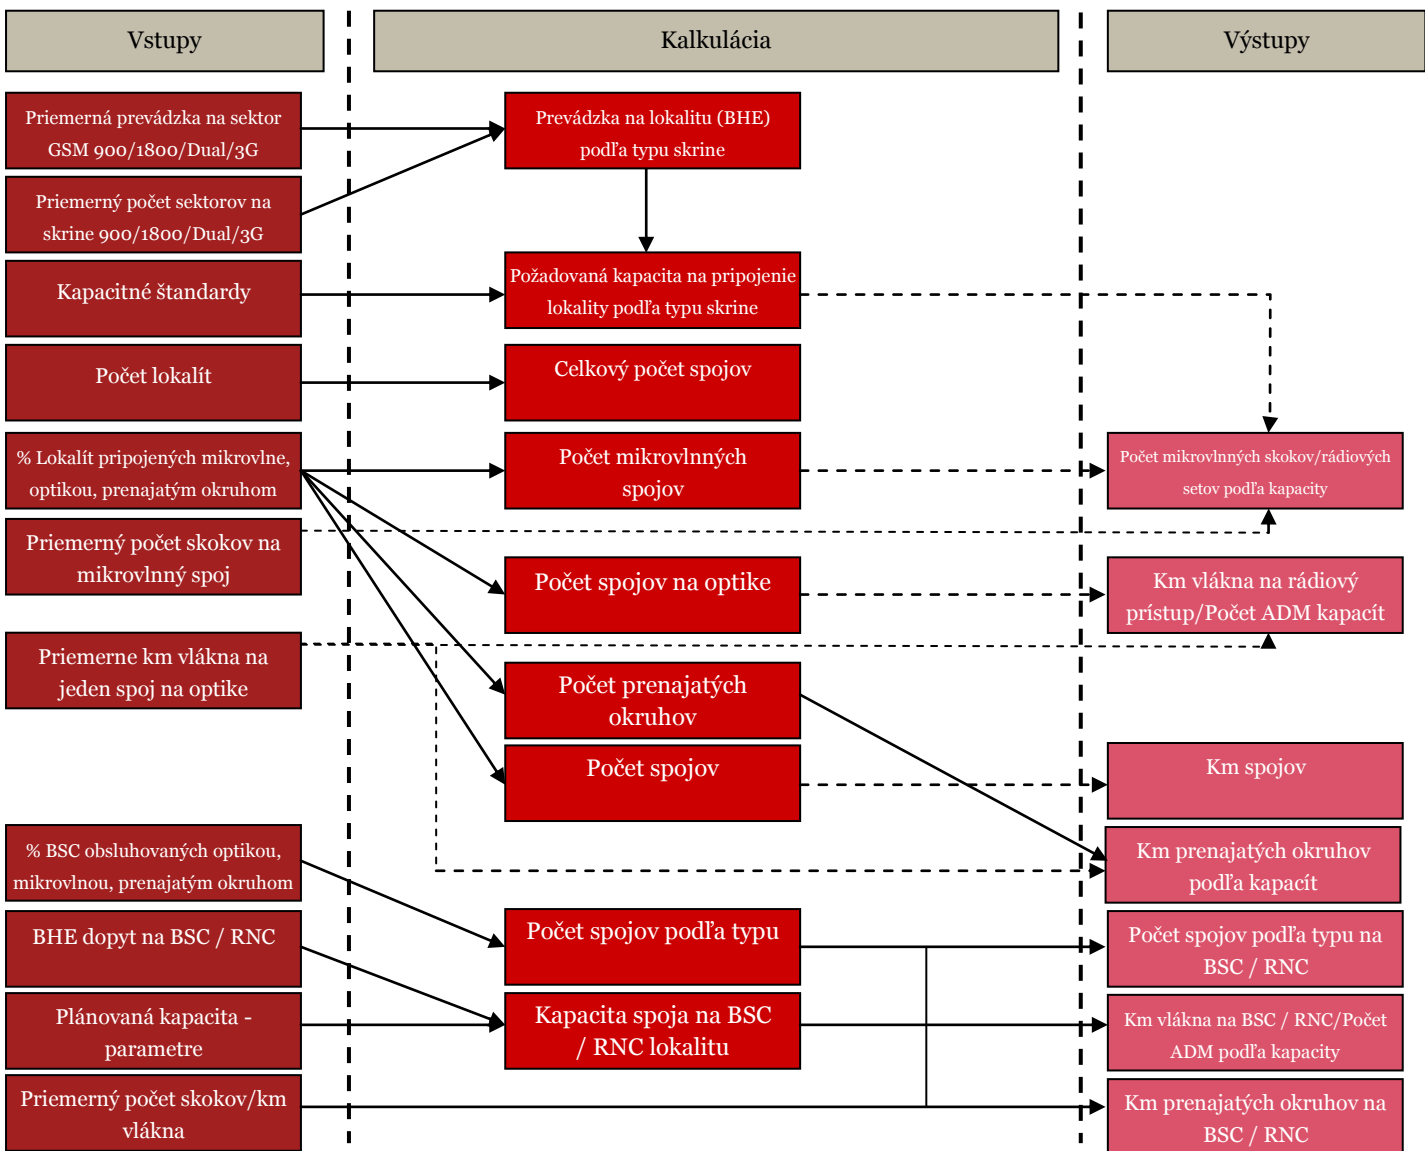 Vstupy
Kalkulácia
Výstupy
Priemerná prevádzka na sektor
GSM 900/1800/Dual/3G
Prevádzka na lokalitu (BHE)
podľa typu skrine
Priemerný počet sektorov na
skrine 900/1800/Dual/3G
Kapacitné štandardy
Požadovaná kapacita na pripojenie
lokality podľa typu skrine
Počet lokalít
Celkový počet spojov
% Lokalít pripojených mikrovlne,
optikou, prenajatým okruhom
Počet mikrovlnných
spojov
Počet mikrovlnných skokov/rádiových
setov podľa kapacity
Priemerný počet skokov na
mikrovlnný spoj
Počet spojov na optike
Km vlákna na rádiový
prístup/Počet ADM kapacít
Priemerne km vlákna na
jeden spoj na optike
Počet prenajatých
okruhov
Počet spojov
Km spojov
% BSC obsluhovaných optikou,
mikrovlnou, prenajatým okruhom
Km prenajatých okruhov
podľa kapacít
BHE dopyt na BSC / RNC
Počet spojov podľa typu
Počet spojov podľa typu na
BSC / RNC
Plánovaná kapacita -
parametre
Kapacita spoja na BSC
/ RNC lokalitu
Km vlákna na BSC / RNC/Počet
ADM podľa kapacity
Priemerný počet skokov/km
vlákna
Km prenajatých okruhov na
BSC / RNC